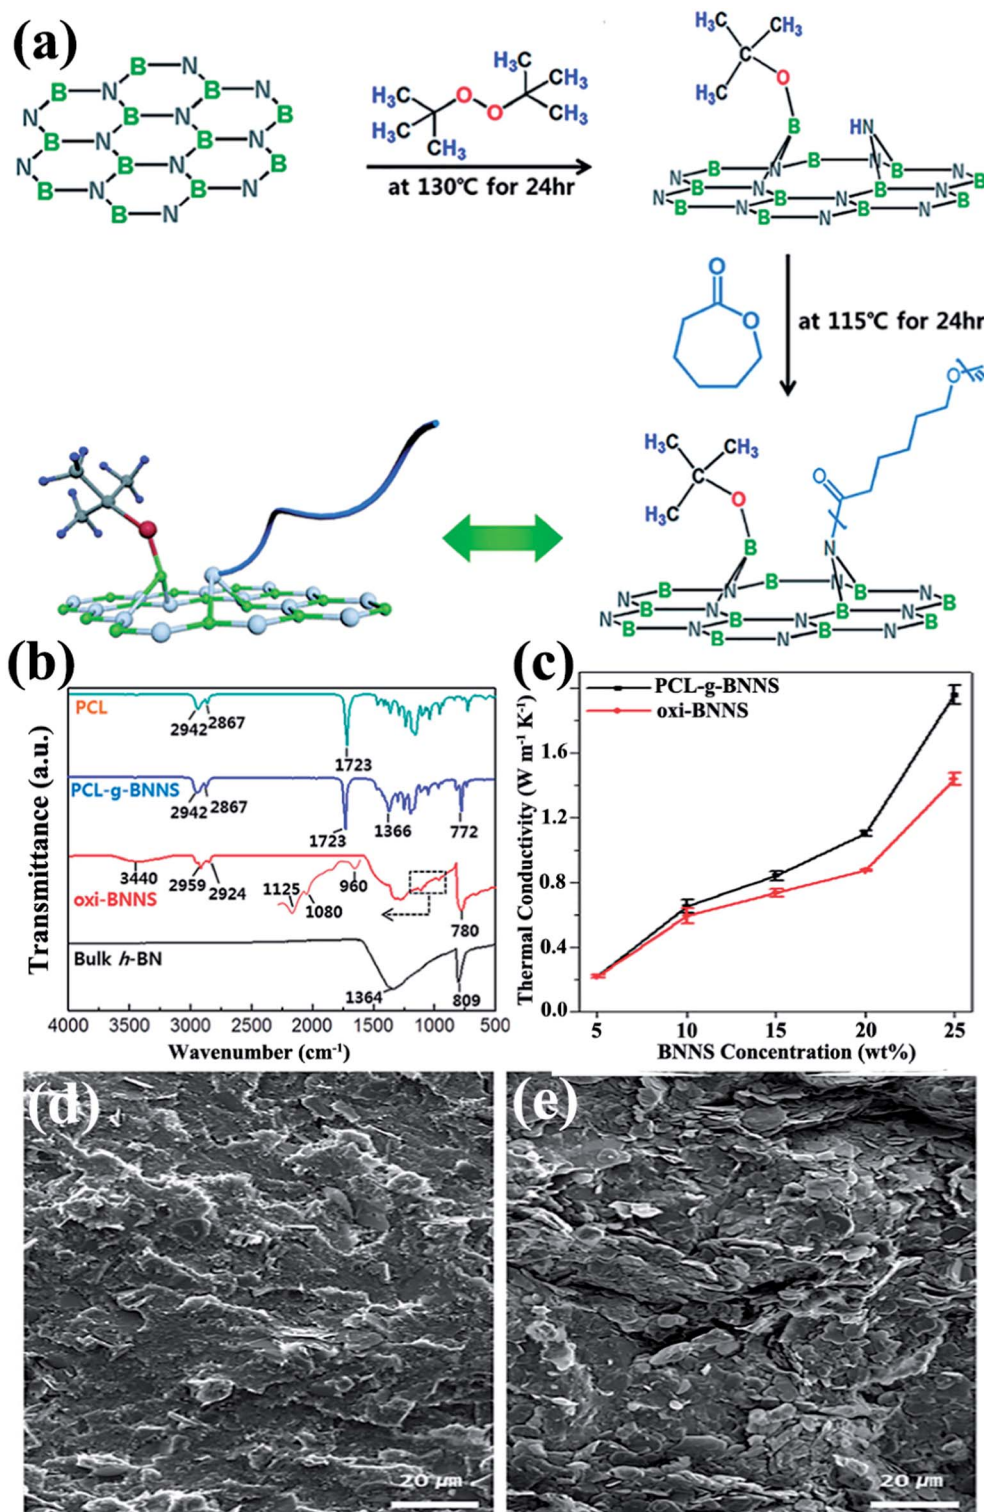 (a)
B N
B N B N
N B N B
B N B N
N B N B
B N B N
B N
H₃C
H₃C CH₃
H₃C O CH₃
H₃C O
CH₃
at 130℃ for 24hr
CH₃
H₃C C
H₃C O
B HN
B B B
N N N B
B N B N B N B
B N B N
O
O
at 115℃ for 24hr
O n
H₃C CH₃
C
H₃C O O
B N
B B B
N N N N
N B N B N B
B N B N
(b)
PCL
2942 2867
1723
PCL-g-BNNS
2942 2867
1723 1366 772
3440
2959 2924
oxi-BNNS
1125 1080 960
780
Bulk h-BN
1364 809
Transmittance (a.u.)
4000 3500 3000 2500 2000 1500 1000 500
Wavenumber (cm⁻¹)
(c)
PCL-g-BNNS
oxi-BNNS
Thermal Conductivity (W m⁻¹ K⁻¹)
1.6
1.2
0.8
0.4
0.0
5 10 15 20 25
BNNS Concentration (wt%)
(d)
20 μm
(e)
20 μm